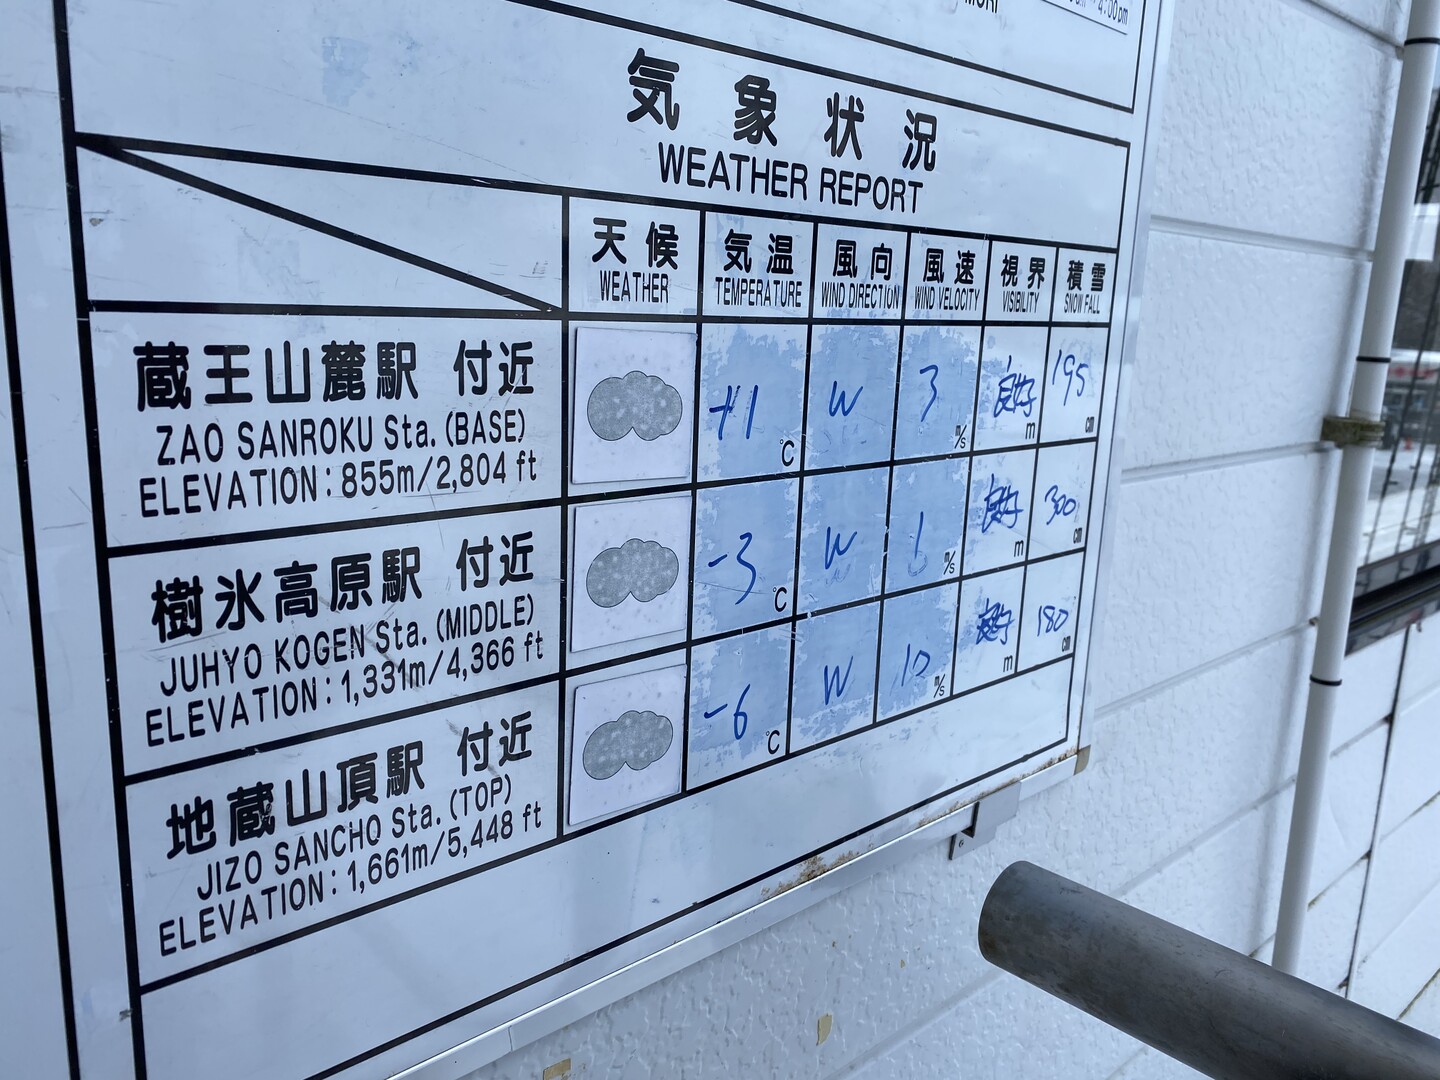 4:00pm
気象状況
WEATHER REPORT
天候 気温 風向 風速 視界 積雪
WEATHER TEMPERATURE WIND DIRECTION WIND VELOCITY VISIBILITY SNOW FALL
蔵王山麓駅 付近
ZAO SANROKU Sta. (BASE)
ELEVATION : 855m/2,804 ft
+1 °C W 3 m/s 良好 m 195 cm
樹氷高原駅 付近
JUHYO KOGEN Sta. (MIDDLE)
ELEVATION : 1,331m/4,366 ft
-3 °C W 1 m/s 良好 m 300 cm
地蔵山頂駅 付近
JIZO SANCHO Sta. (TOP)
ELEVATION : 1,661m/5,448 ft
-6 °C W 10 m/s 良好 m 180 cm